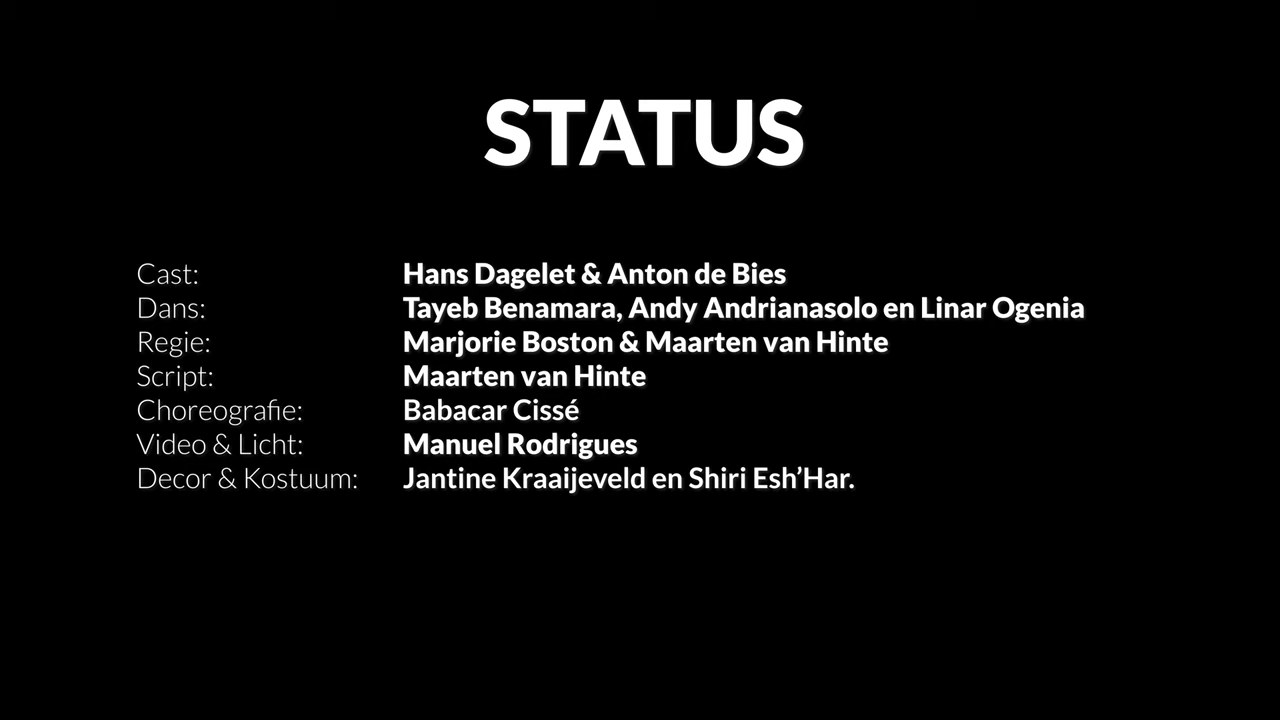 STATUS
Cast: Hans Dagelet & Anton de Bies
Dans: Tayeb Benamara, Andy Andrianasolo en Linar Ogenia
Regie: Marjorie Boston & Maarten van Hinte
Script: Maarten van Hinte
Choreografie: Babacar Cissé
Video & Licht: Manuel Rodrigues
Decor & Kostuum: Jantine Kraaijeveld en Shiri Esh’Har.